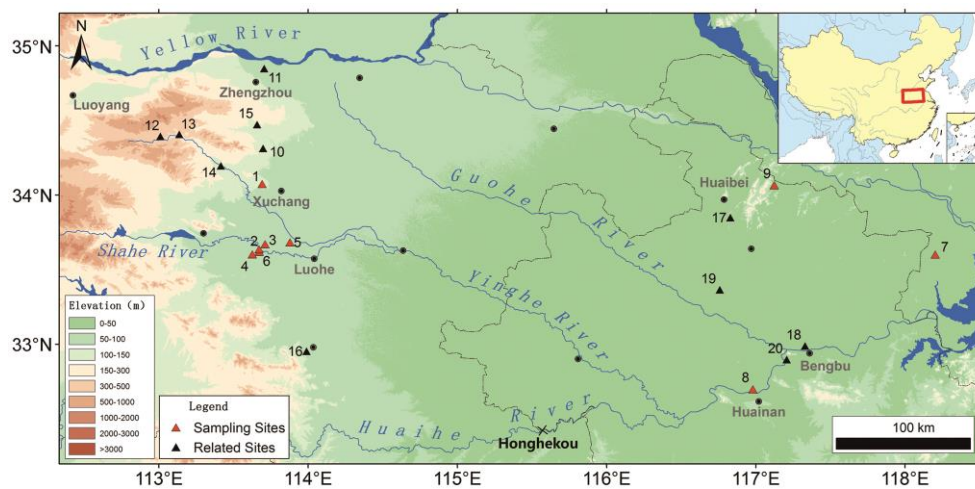 N
35°N
34°N
33°N
Yellow River
11
Zhengzhou
Luoyang
15
12
13
10
14
1
Xuchang
Guohe
River
Huaibei
9
17
Shahe River
2
3
5
4
6
Luohe
7
19
Yinghe
River
16
18
20
Bengbu
8
Huainan
Huaihe
River
Honghekou
Elevation (m)
0-50
50-100
100-150
150-300
300-500
500-1000
1000-2000
2000-3000
>3000
Legend
Sampling Sites
Related Sites
100 km
113°E
114°E
115°E
116°E
117°E
118°E